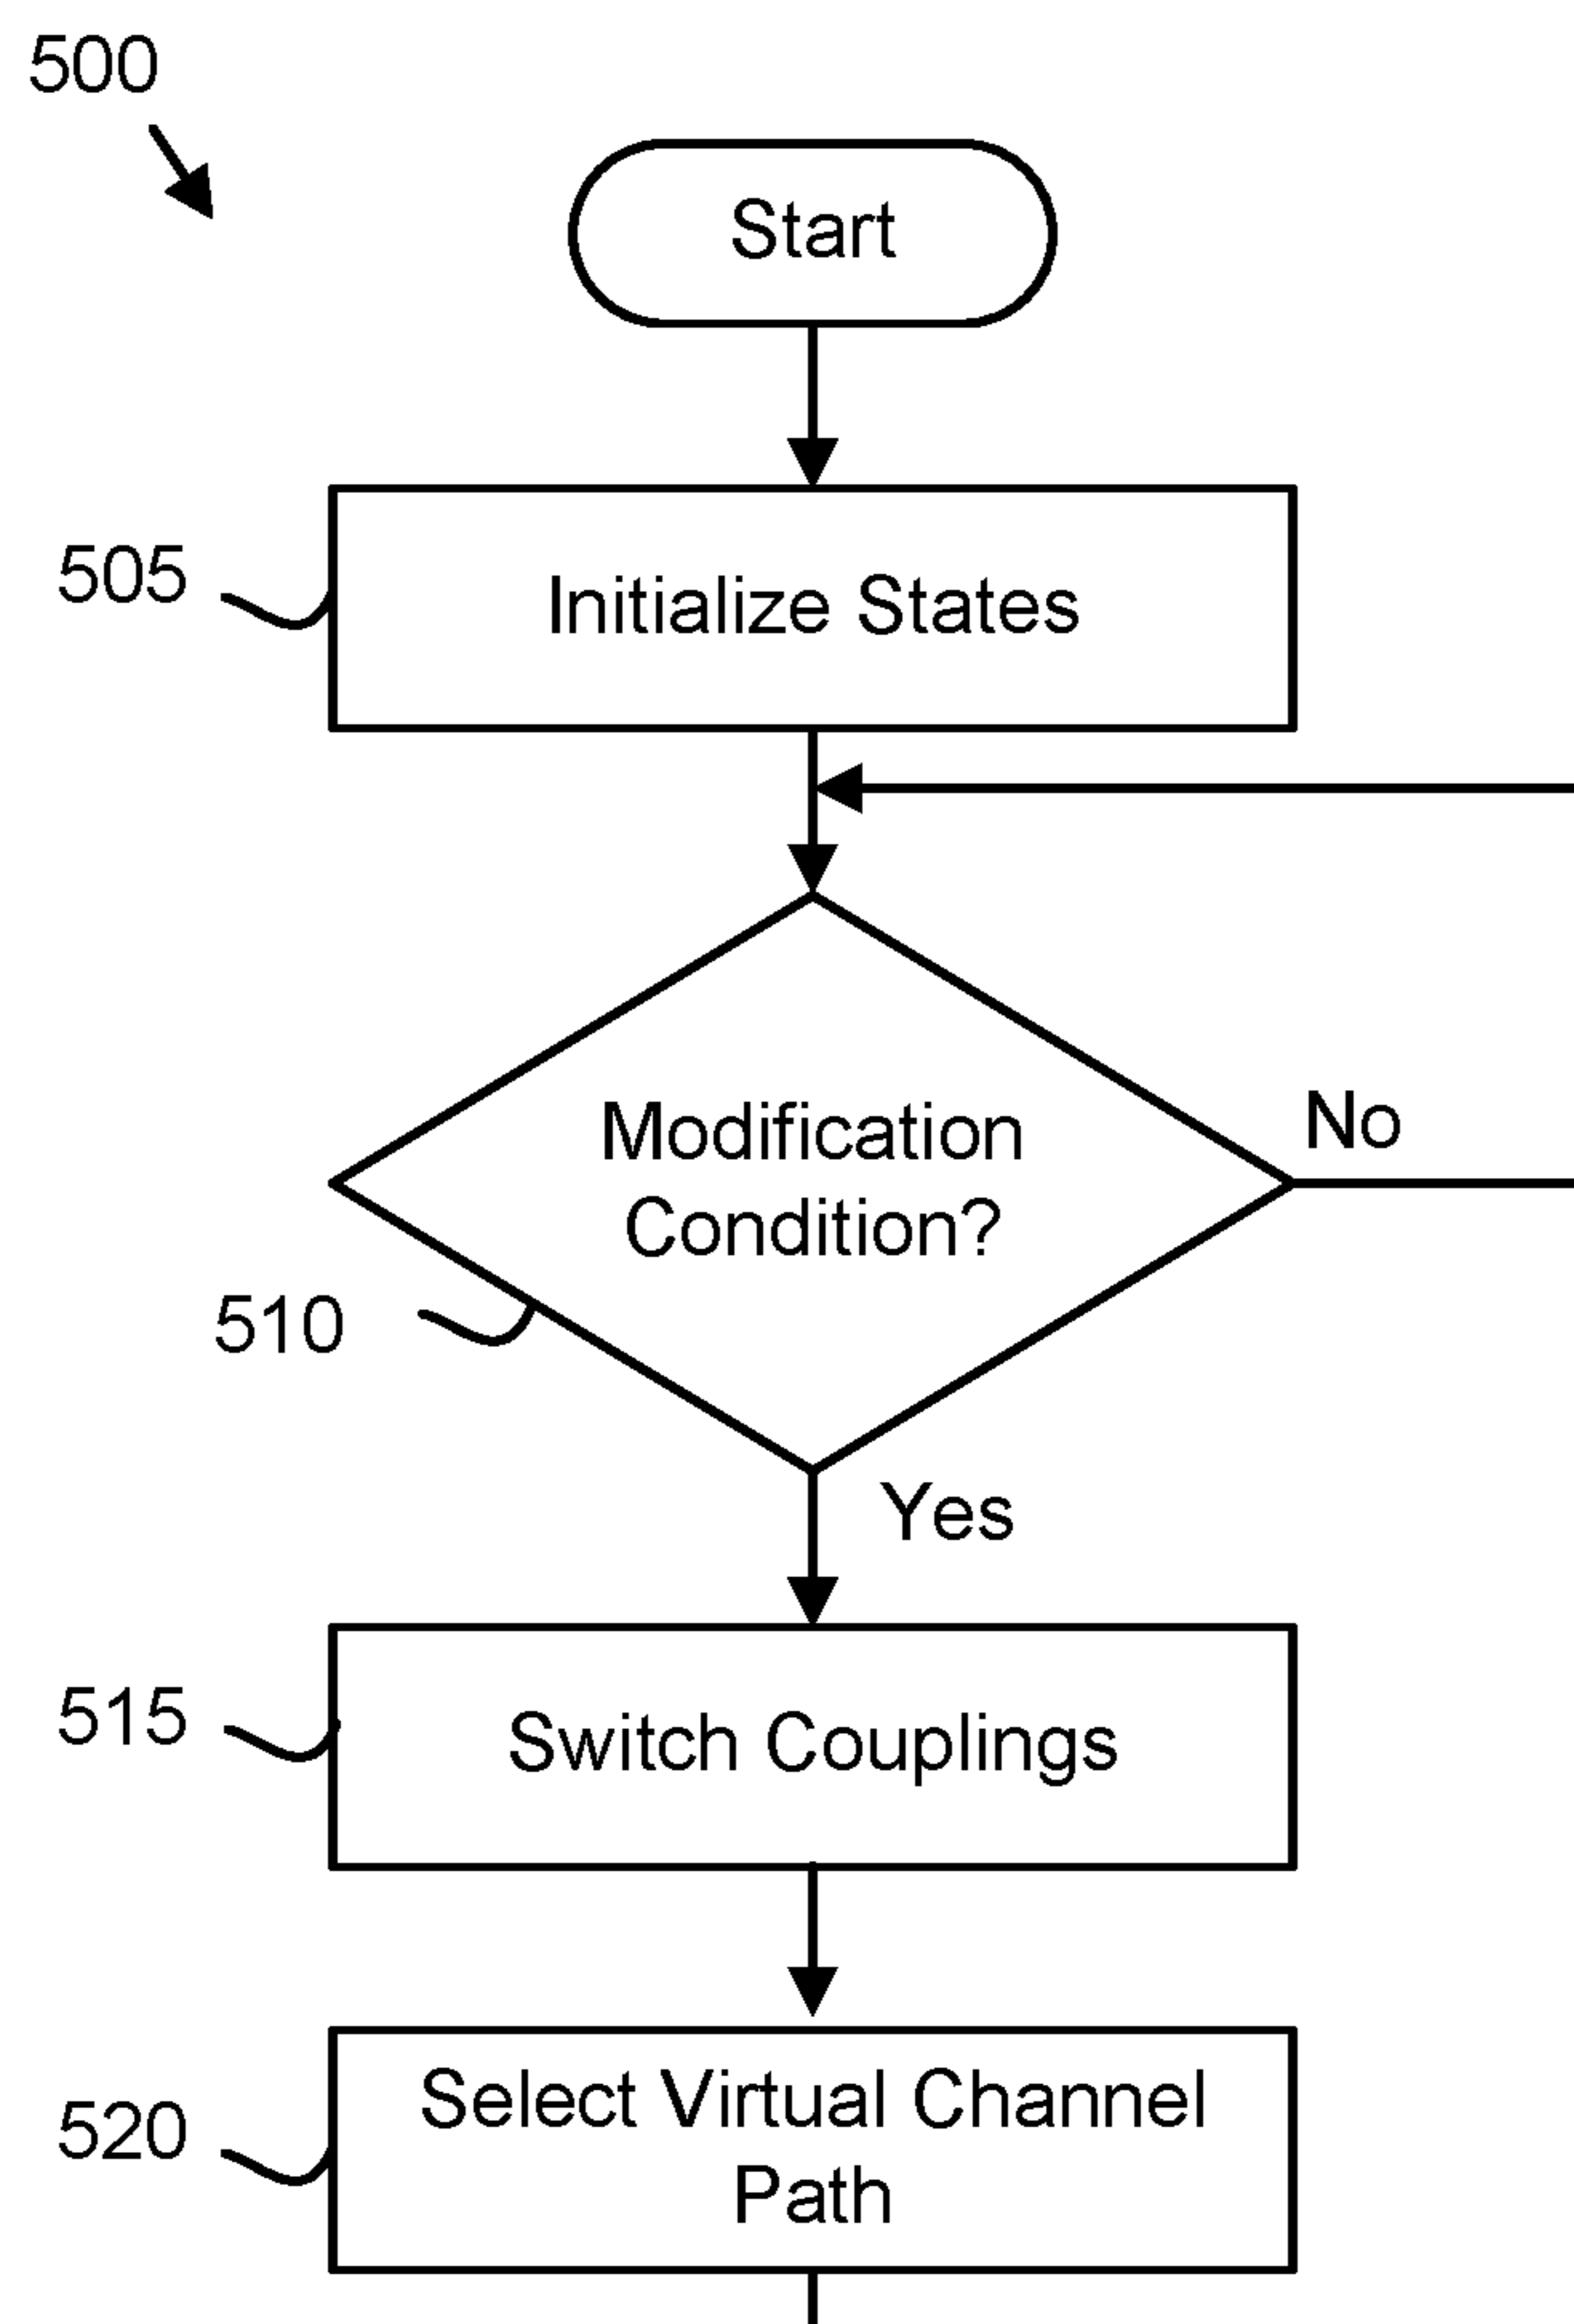 500
Start
505
Initialize States
Modification
Condition?
No
510
Yes
515
Switch Couplings
520
Select Virtual Channel
Path